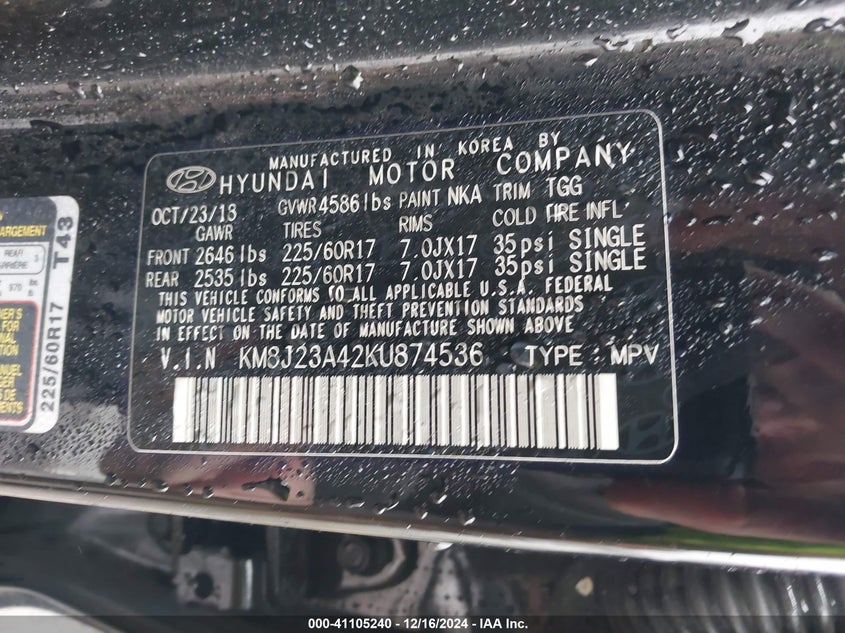 MANUFACTURED IN KOREA BY
HYUNDAI MOTOR COMPANY
OCT/23/18 GVWR 4586 lbs PAINT NKA TRIM TGG
GAWR TIRES RIMS COLD TIRE INFL
FRONT 2646 lbs 225/60R17 7.0JX17 35psi SINGLE
REAR 2535 lbs 225/60R17 7.0JX17 35psi SINGLE
THIS VEHICLE CONFORMS TO ALL APPLICABLE U.S.A. FEDERAL
MOTOR VEHICLE SAFETY AND THEFT PREVENTION STANDARDS
IN EFFECT ON THE DATE OF MANUFACTURE SHOWN ABOVE
V.I.N KM8J23A42KU874536 TYPE : MPV
225/60R17 T43
000-41105240 - 12/16/2024 - IAA Inc.